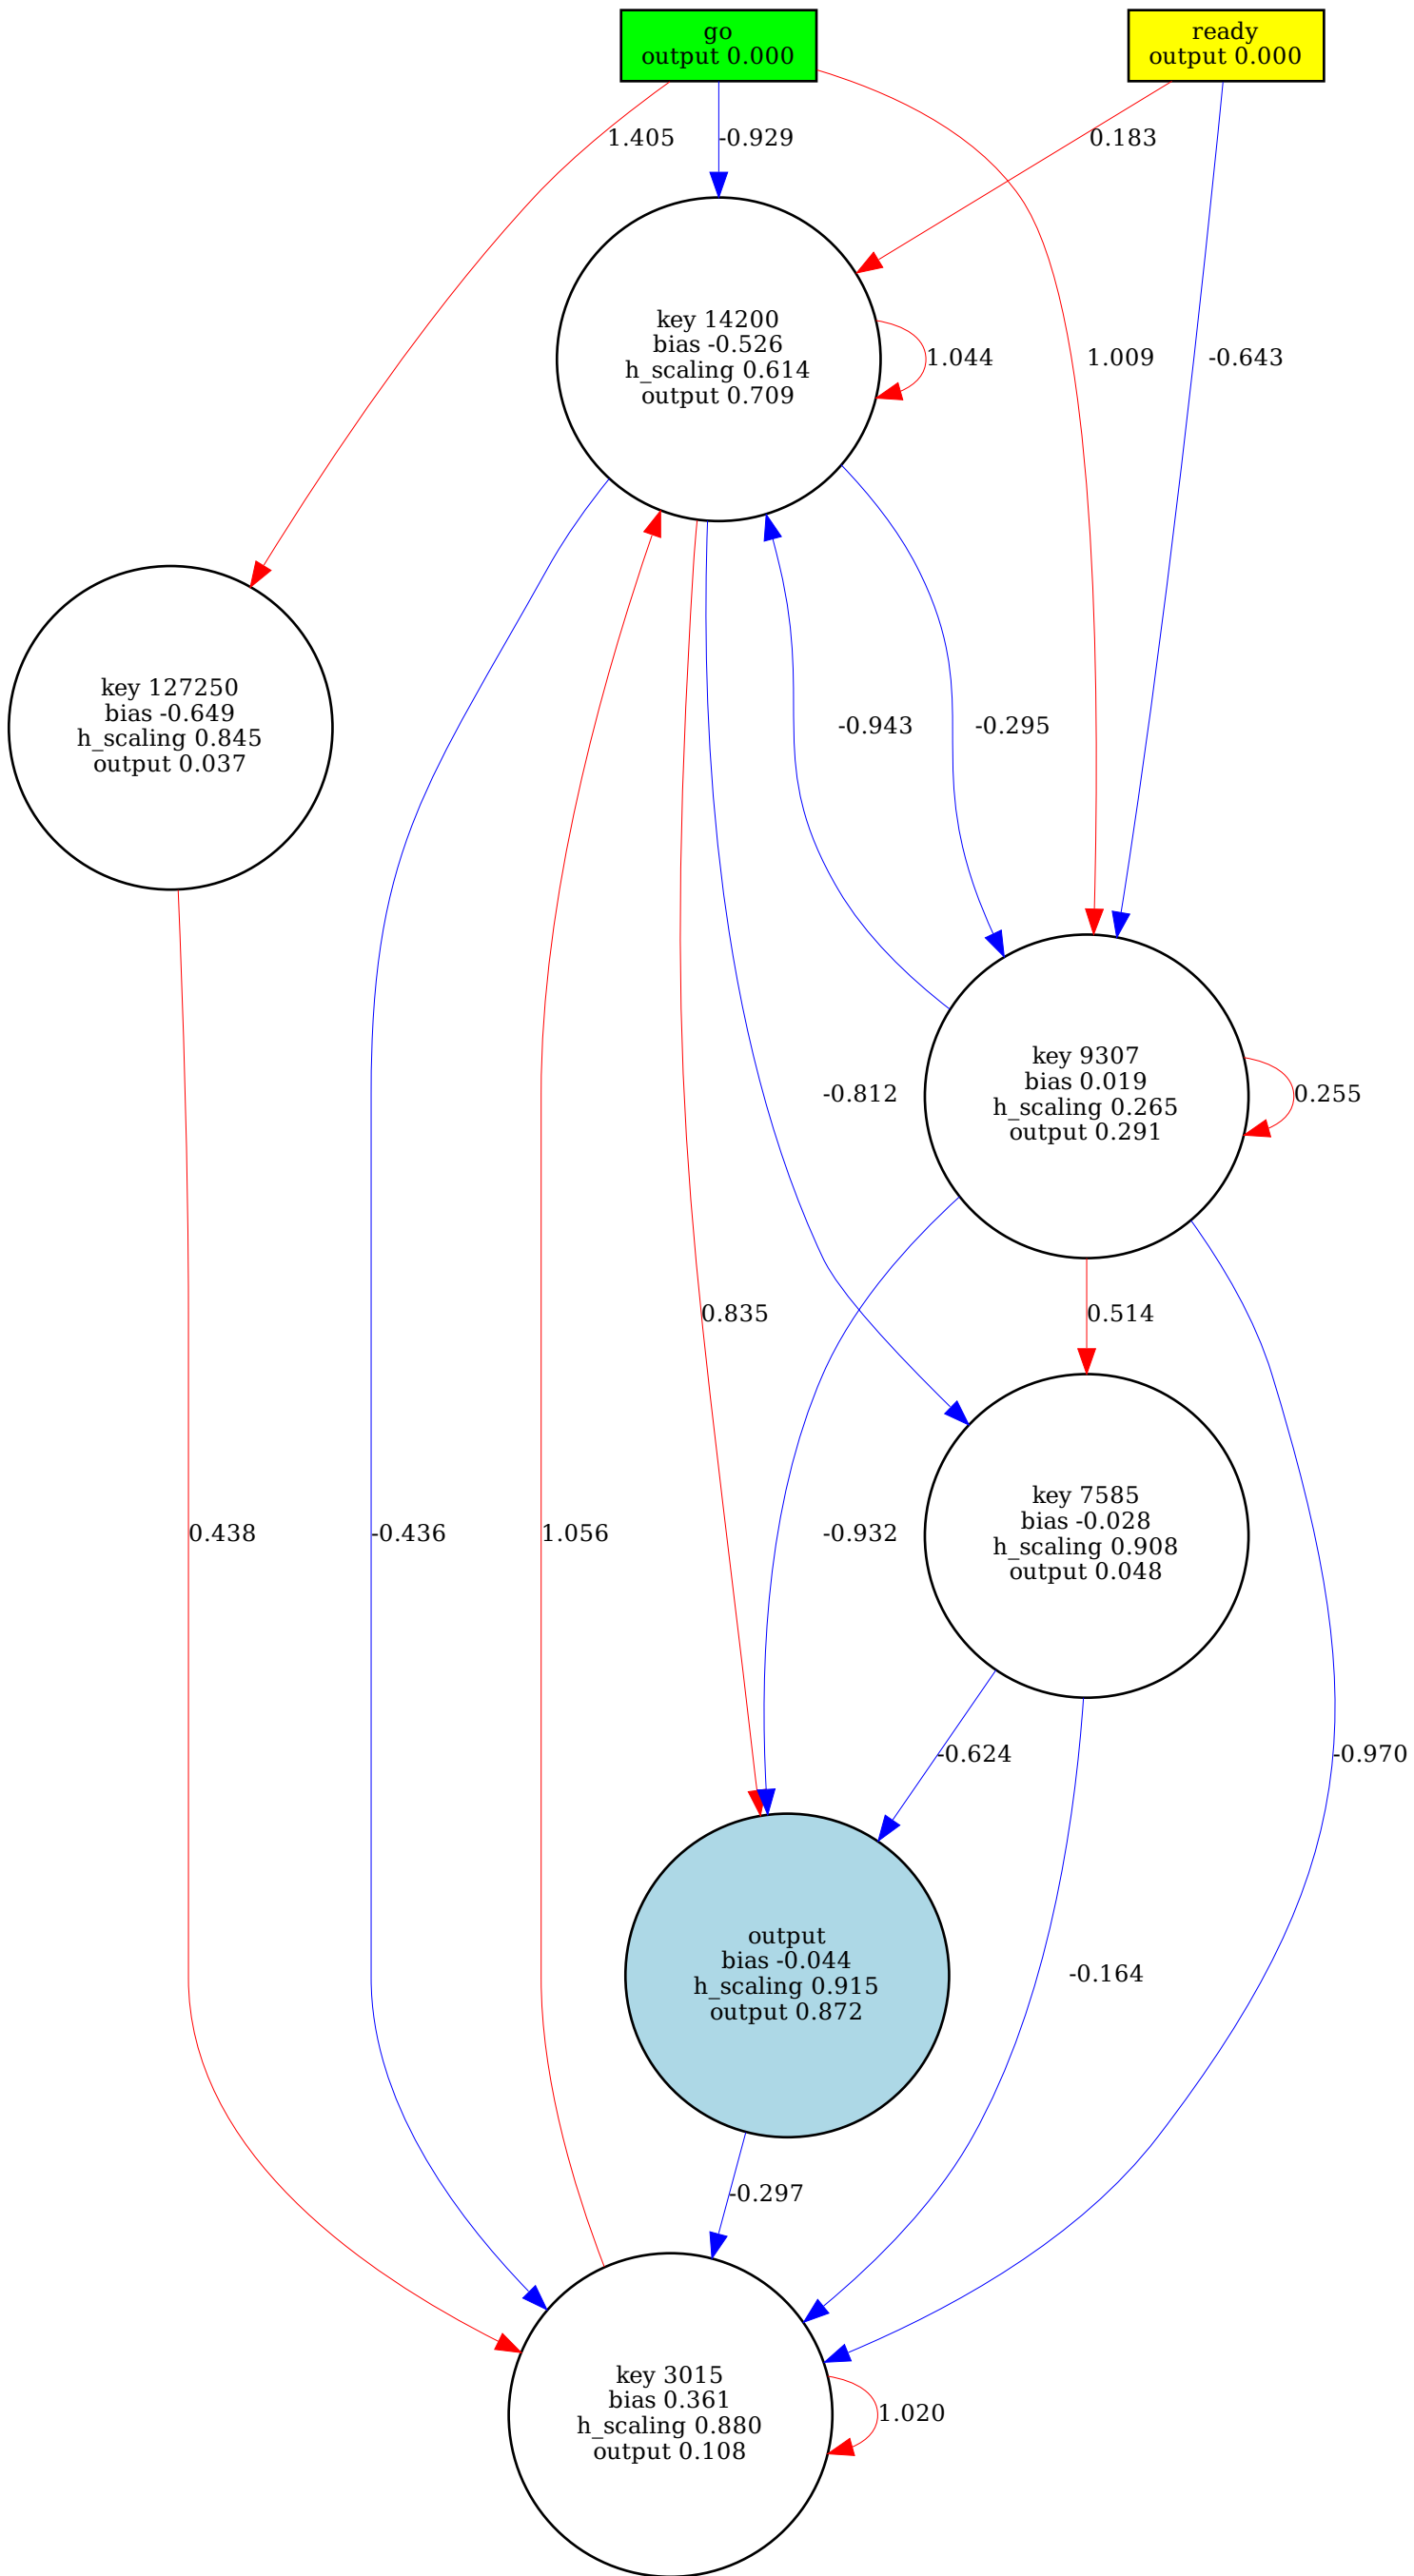 go
output 0.000
ready
output 0.000
1.405
-0.929
0.183
key 14200
bias -0.526
h_scaling 0.614
output 0.709
1.044
1.009
-0.643
key 127250
bias -0.649
h_scaling 0.845
output 0.037
-0.943
-0.295
key 9307
bias 0.019
h_scaling 0.265
output 0.291
-0.812
0.255
0.835
0.514
key 7585
bias -0.028
h_scaling 0.908
output 0.048
0.438
-0.436
1.056
-0.932
-0.624
-0.970
output
bias -0.044
h_scaling 0.915
output 0.872
-0.164
-0.297
key 3015
bias 0.361
h_scaling 0.880
output 0.108
1.020